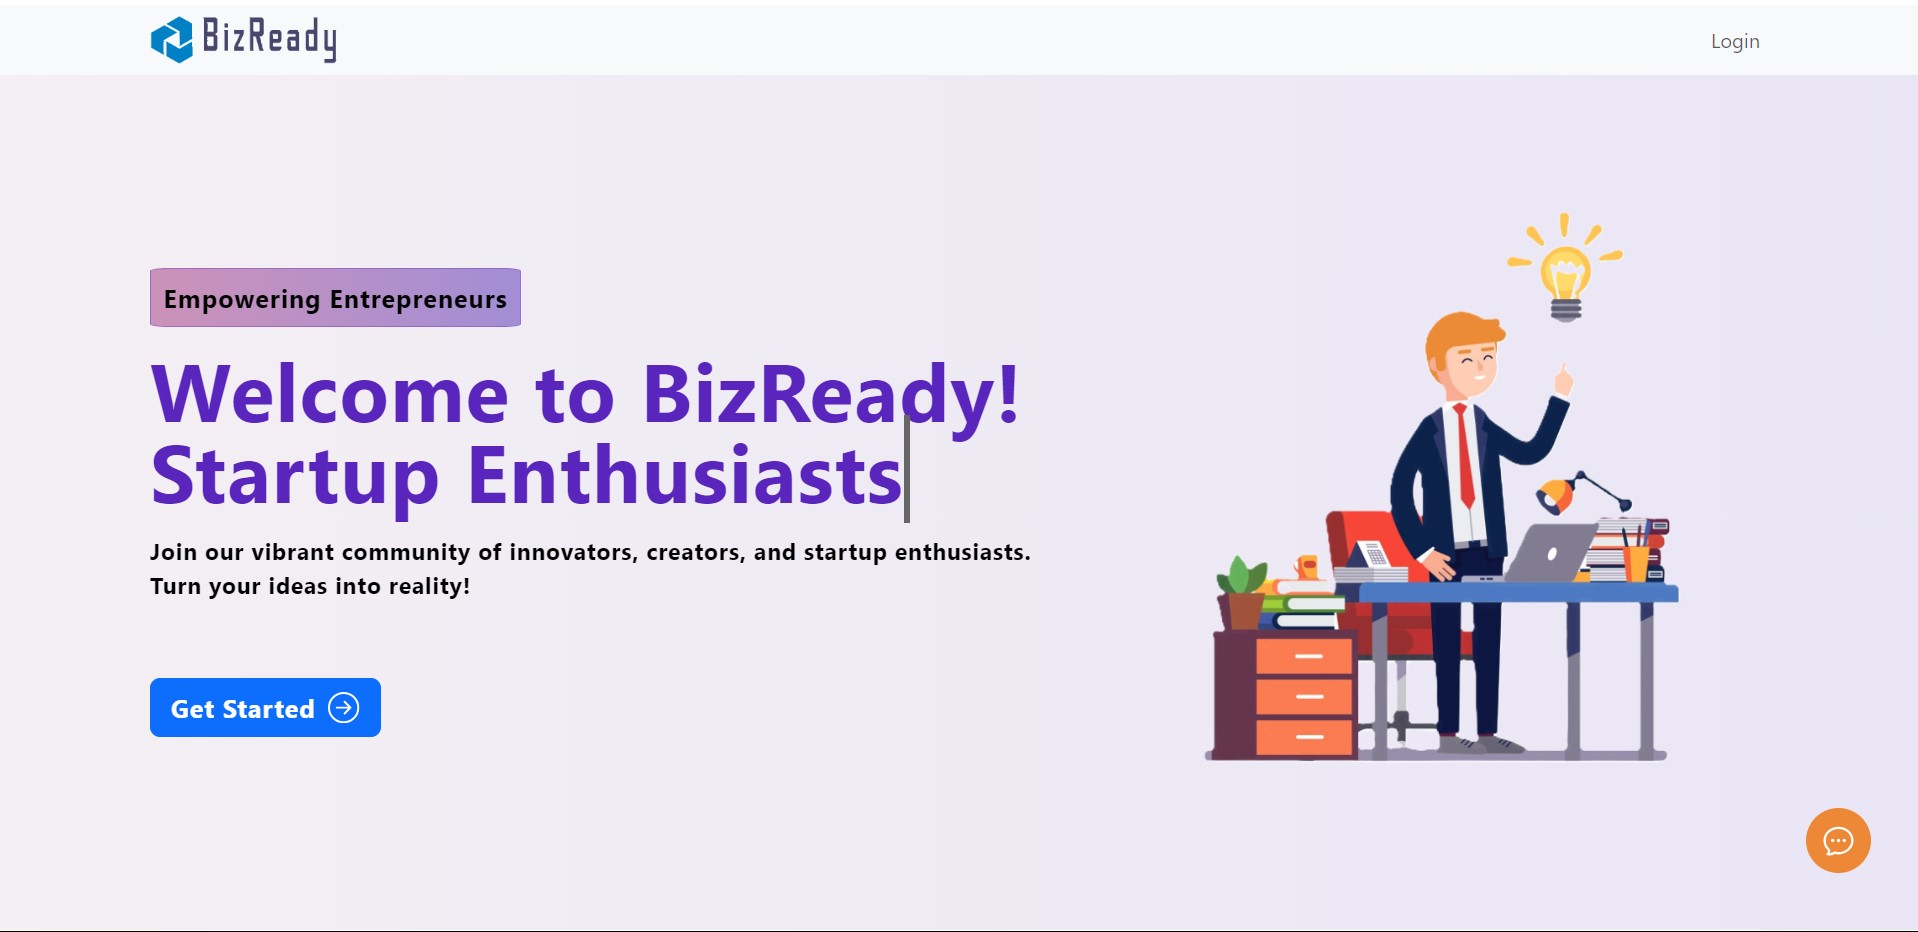 BizReady
Login
Empowering Entrepreneurs
Welcome to BizReady!
Startup Enthusiasts
Join our vibrant community of innovators, creators, and startup enthusiasts.
Turn your ideas into reality!
Get Started